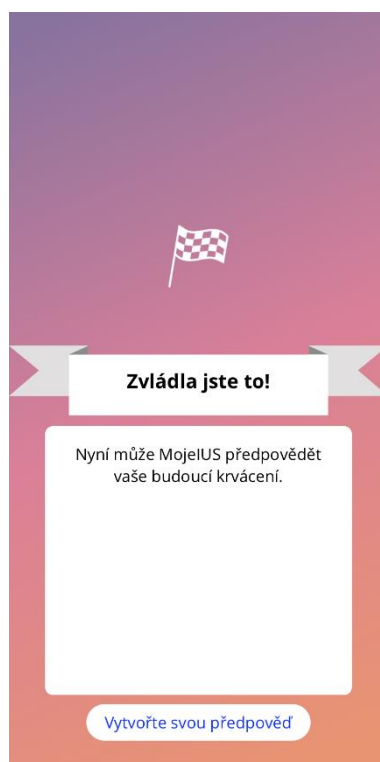 Zvládla jste to!
Nyní může MojeIUS předpovědět
vaše budoucí krvácení.
Vytvořte svou předpověď